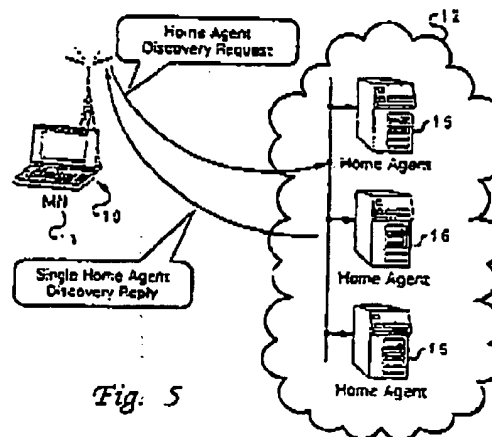 Home Agent
Discovery Request
12
15
Home Agent
MN
10
16
Home Agent
Single Home Agent
Discovery Reply
15
Home Agent
Fig. 5